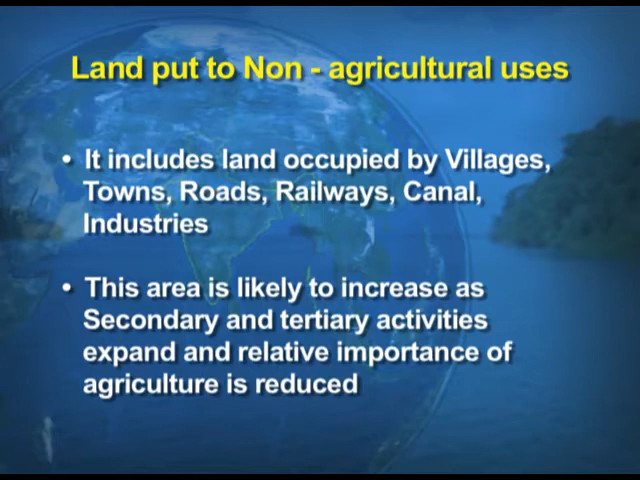 Land put to Non - agricultural uses
• It includes land occupied by Villages,
Towns, Roads, Railways, Canal,
Industries
• This area is likely to increase as
Secondary and tertiary activities
expand and relative importance of
agriculture is reduced